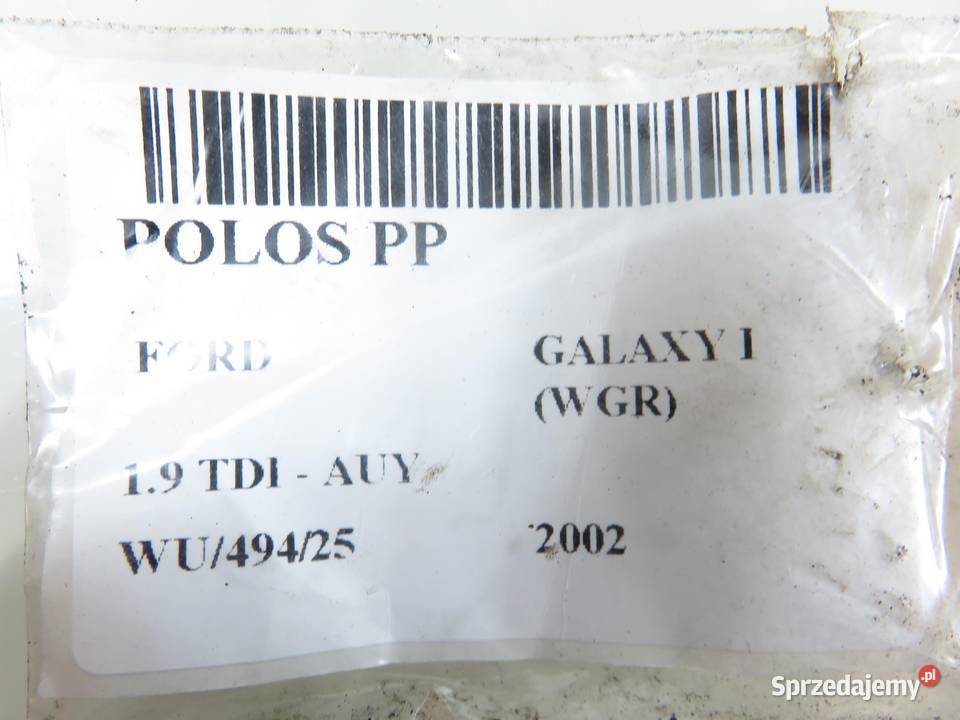 POLOS PP
FORD GALAXY I
(WGR)
1.9 TDI - AUY
WU/494/25 2002
Sprzedajemy.pl